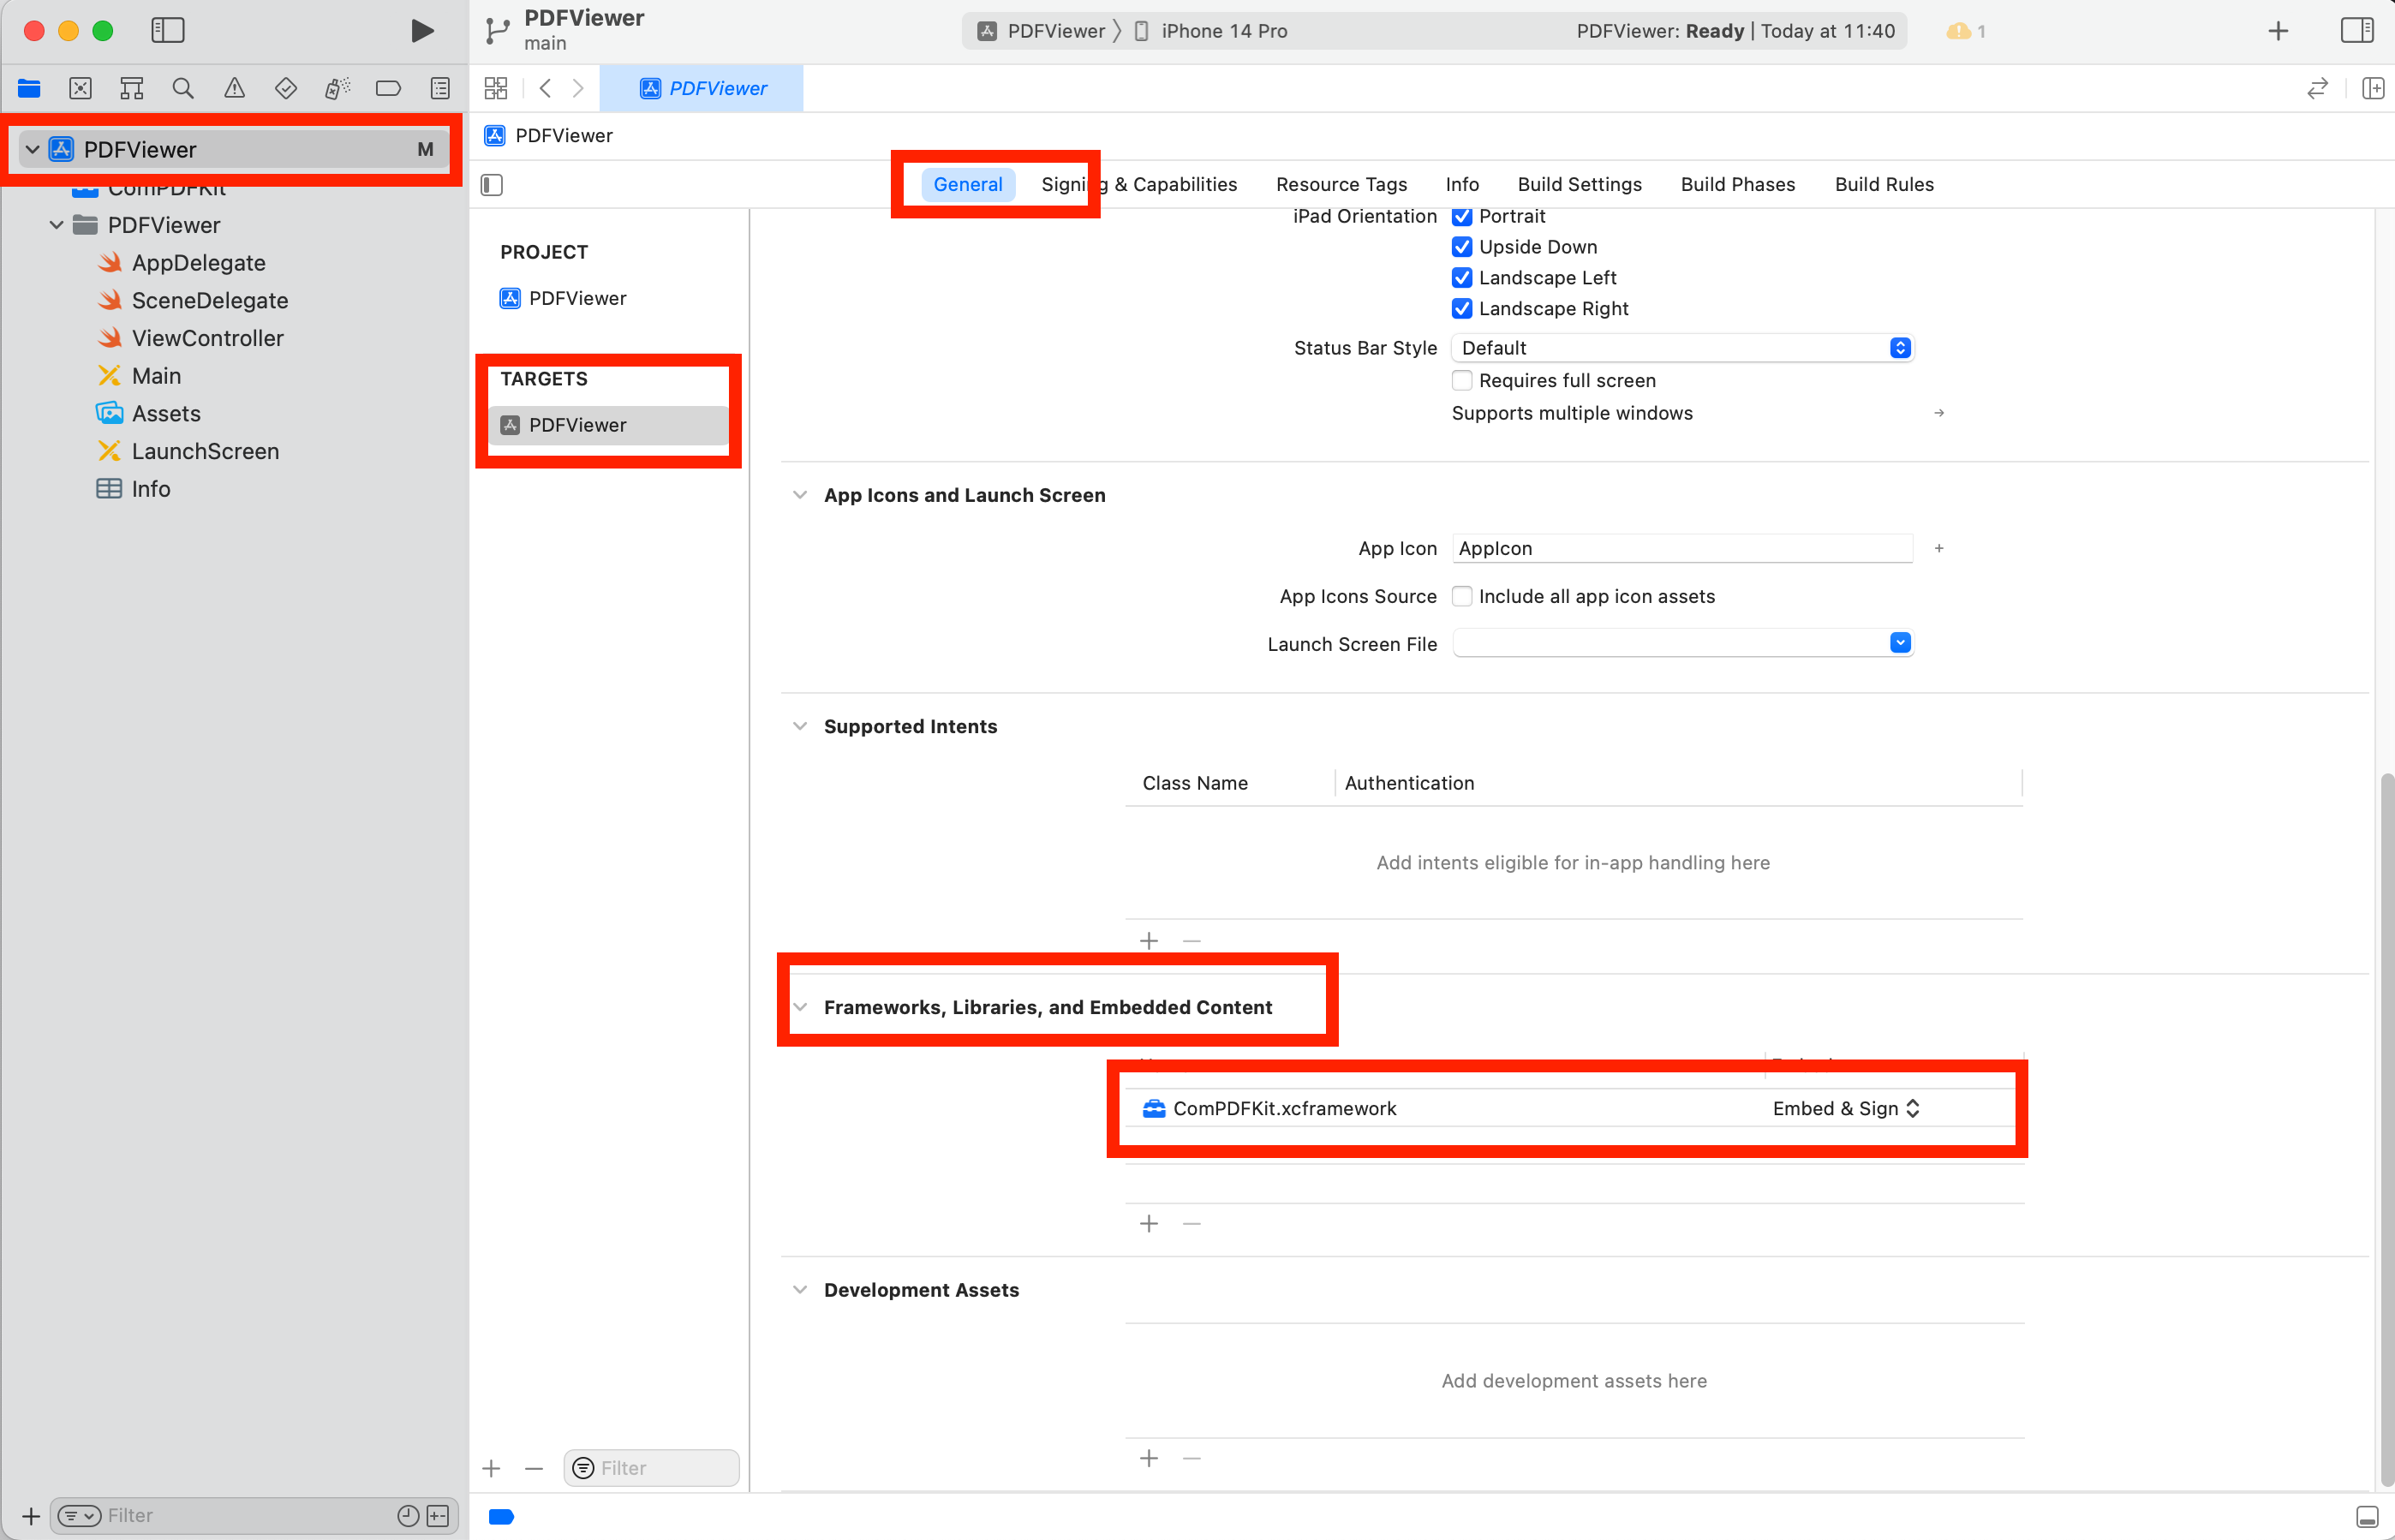 PDFViewer
main
PDFViewer
iPhone 14 Pro
PDFViewer: Ready | Today at 11:40
1
PDFViewer
PDFViewer M
ComPDFKit
PDFViewer
AppDelegate
SceneDelegate
ViewController
Main
Assets
LaunchScreen
Info
PDFViewer
General
Signing & Capabilities
Resource Tags
Info
Build Settings
Build Phases
Build Rules
PROJECT
PDFViewer
TARGETS
PDFViewer
iPad Orientation
Portrait
Upside Down
Landscape Left
Landscape Right
Status Bar Style
Default
Requires full screen
Supports multiple windows
App Icons and Launch Screen
App Icon
AppIcon
App Icons Source
Include all app icon assets
Launch Screen File
Supported Intents
Class Name
Authentication
Add intents eligible for in-app handling here
Frameworks, Libraries, and Embedded Content
ComPDFKit.xcframework
Embed & Sign
Development Assets
Add development assets here
Filter
Filter